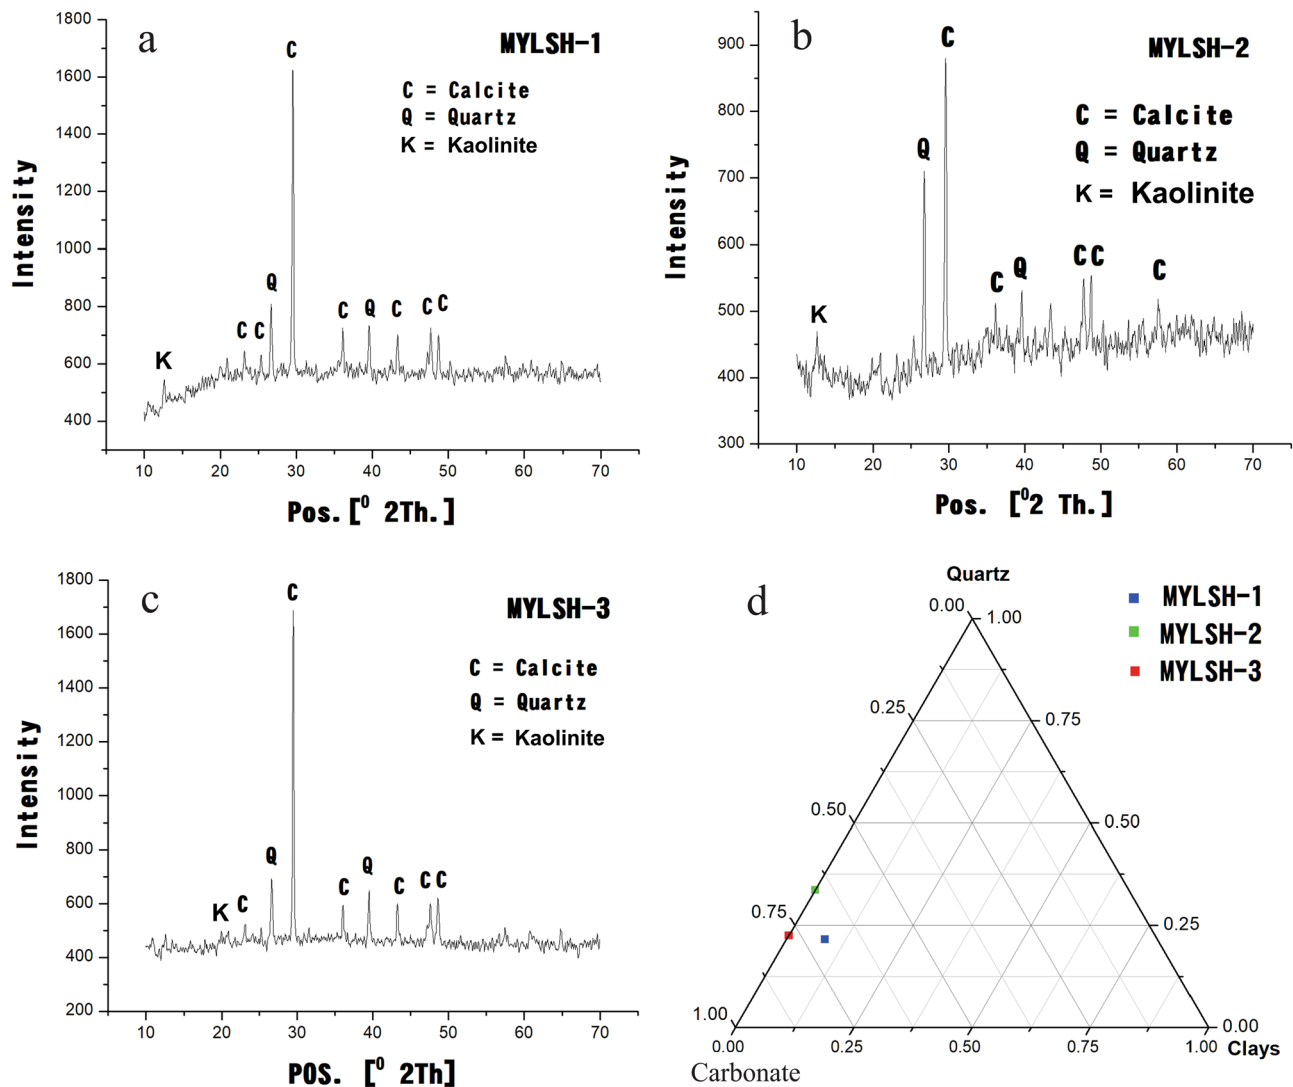 a
MYLSH-1
C = Calcite
Q = Quartz
K = Kaolinite
C
Q
C C
K
C Q C C C
1800
1600
1400
1200
1000
800
600
400
Intensity
10 20 30 40 50 60 70
Pos.[⁰ 2Th.]
b
MYLSH-2
C = Calcite
Q = Quartz
K = Kaolinite
C
Q
K
C Q C C C
900
800
700
600
500
400
300
Intensity
10 20 30 40 50 60 70
Pos. [⁰2 Th.]
c
MYLSH-3
C = Calcite
Q = Quartz
K = Kaolinite
C
Q
K C
C Q C C C
1800
1600
1400
1200
1000
800
600
400
200
Intensity
10 20 30 40 50 60 70
POS. [⁰ 2Th]
d
Quartz
MYLSH-1
MYLSH-2
MYLSH-3
0.00 1.00
0.25 0.75
0.50 0.50
0.75 0.25
1.00 0.00
0.00 0.25 0.50 0.75 1.00 Clays
Carbonate